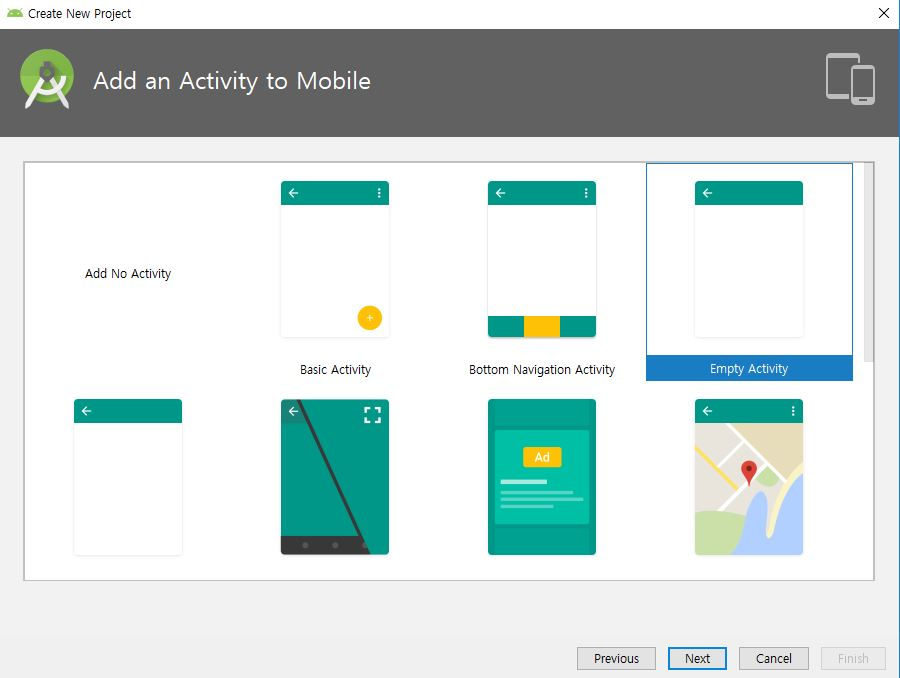 Create New Project
Add an Activity to Mobile
Add No Activity
Basic Activity
Bottom Navigation Activity
Empty Activity
Ad
Previous
Next
Cancel
Finish